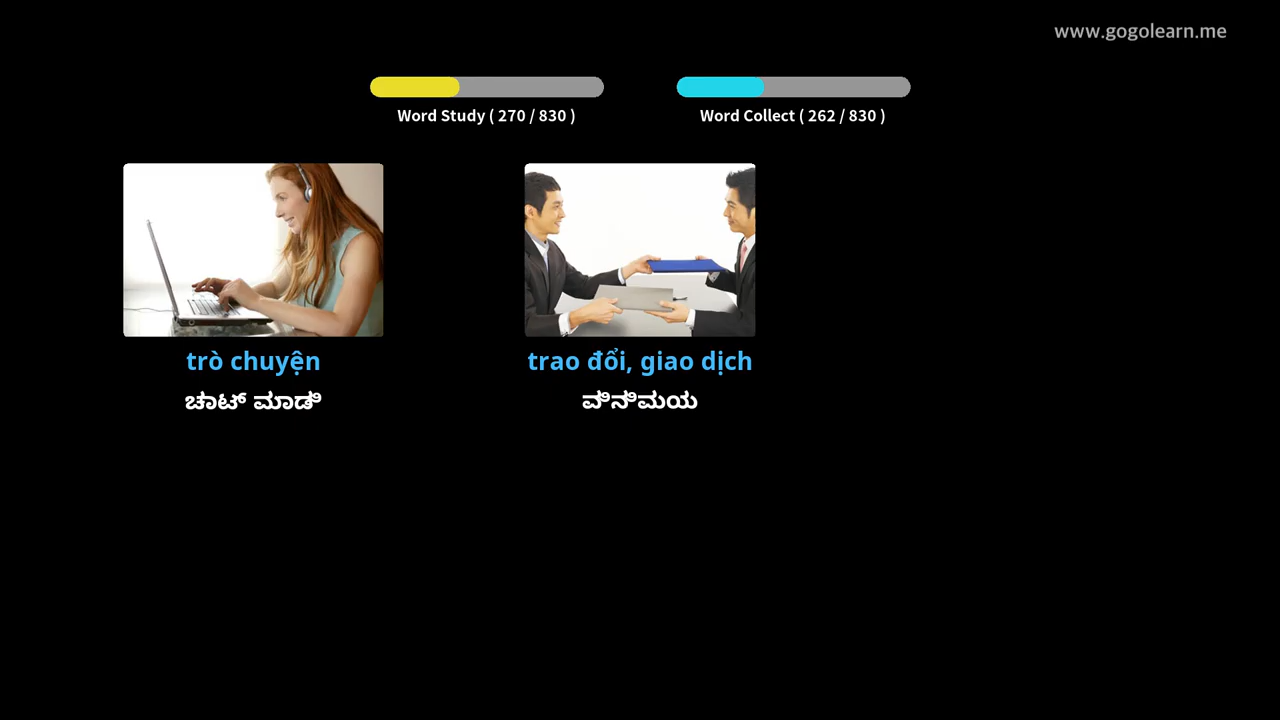 www.gogolearn.me
Word Study ( 270 / 830 )
Word Collect ( 262 / 830 )
trò chuyện
trao đổi, giao dịch
ಚಾಟ್ ಮಾಡಿ
ವಿನಿಮಯ